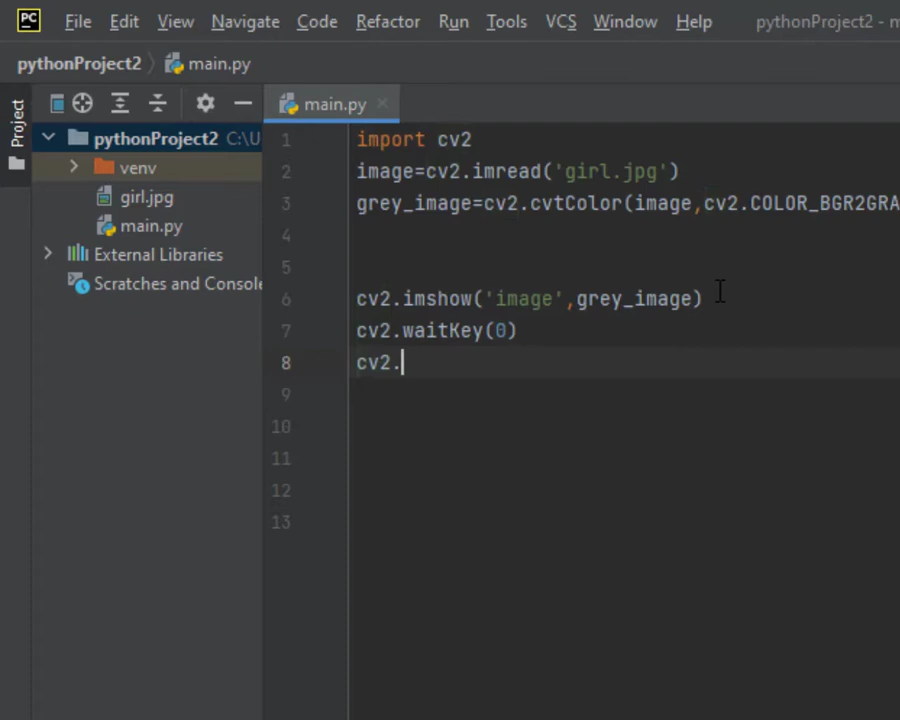 PC File Edit View Navigate Code Refactor Run Tools VCS Window Help pythonProject2 - m
pythonProject2 main.py
Project
main.py
pythonProject2 C:\U
venv
girl.jpg
main.py
External Libraries
Scratches and Console
1 import cv2
2 image=cv2.imread('girl.jpg')
3 grey_image=cv2.cvtColor(image,cv2.COLOR_BGR2GRA
4
5
6 cv2.imshow('image',grey_image)
7 cv2.waitKey(0)
8 cv2.
9
10
11
12
13